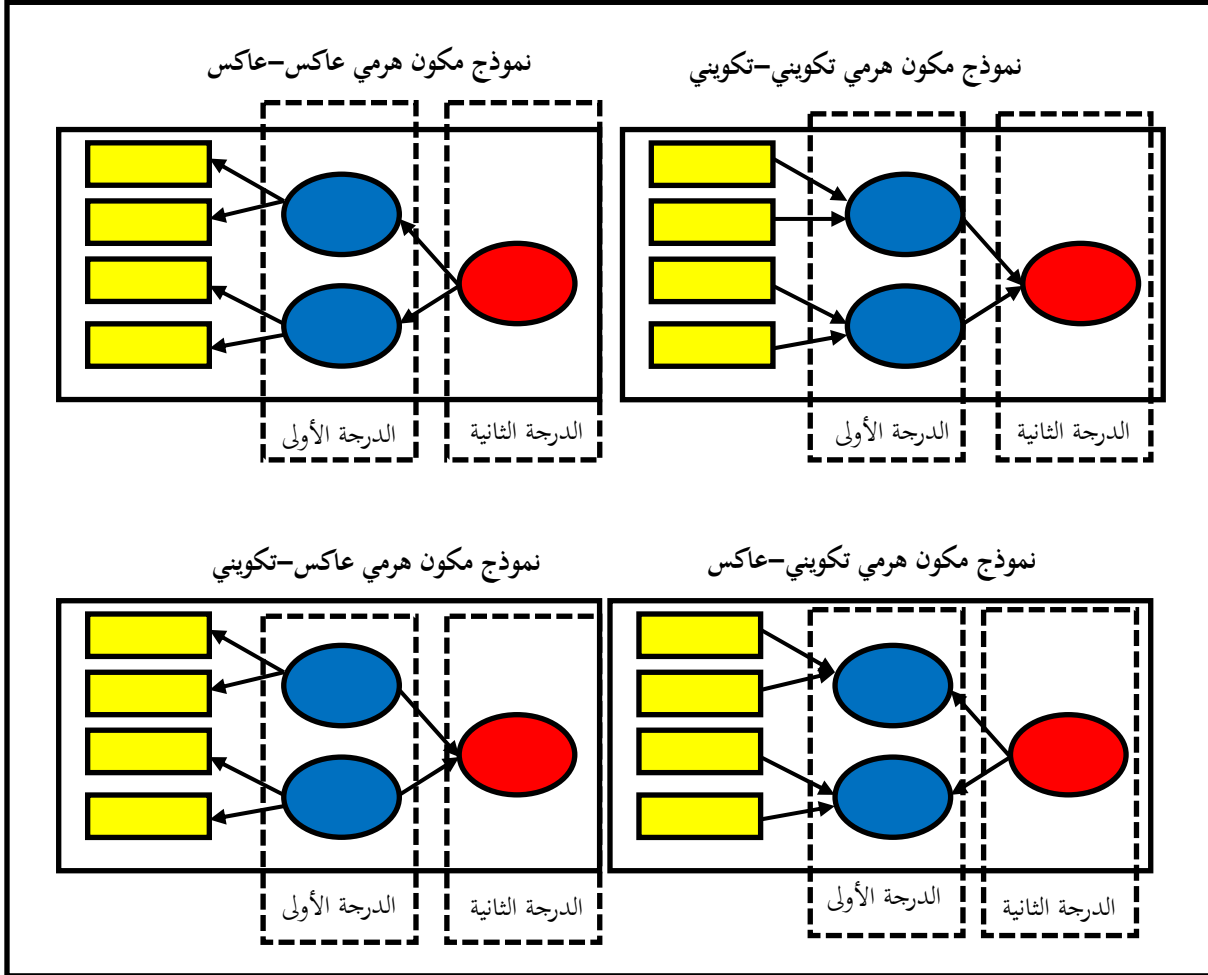 نموذج مكون هرمي تكويني–تكويني
نموذج مكون هرمي عاكس–عاكس
الدرجة الثانية
الدرجة الأولى
الدرجة الثانية
الدرجة الأولى
نموذج مكون هرمي تكويني–عاكس
نموذج مكون هرمي عاكس–تكويني
الدرجة الثانية
الدرجة الأولى
الدرجة الثانية
الدرجة الأولى